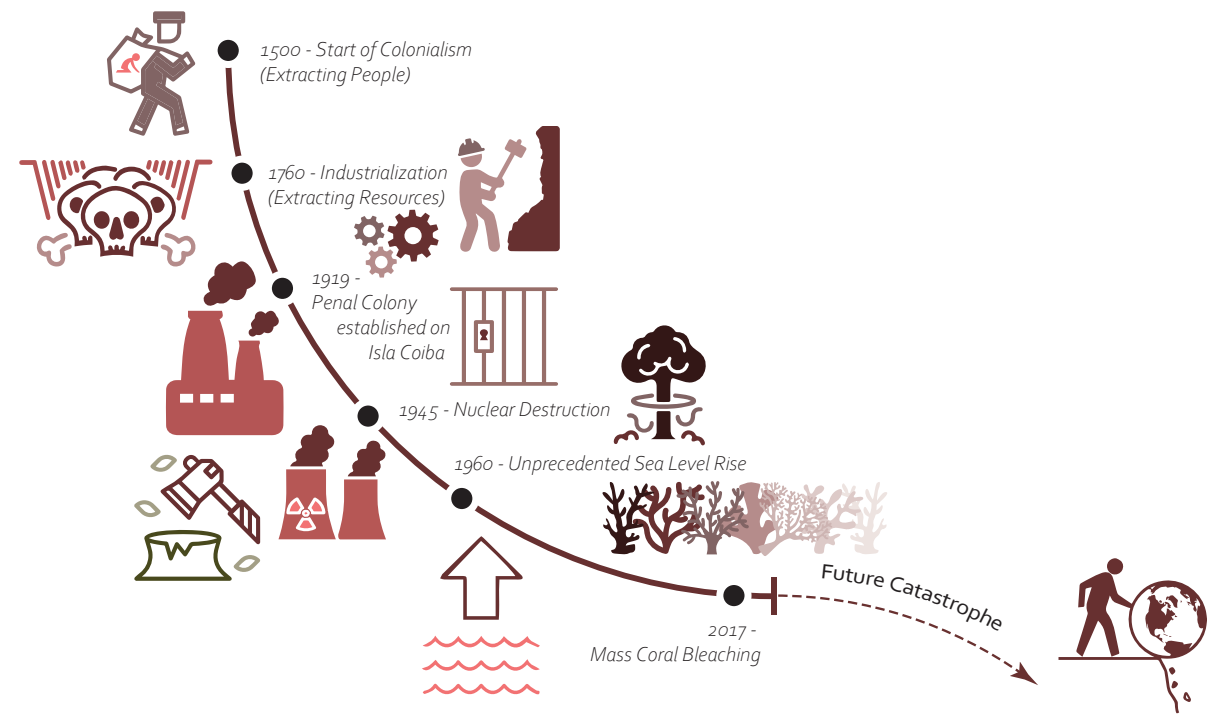 1500 - Start of Colonialism
(Extracting People)
1760 - Industrialization
(Extracting Resources)
1919 -
Penal Colony
established on
Isla Coiba
1945 - Nuclear Destruction
1960 - Unprecedented Sea Level Rise
2017 -
Mass Coral Bleaching
Future Catastrophe